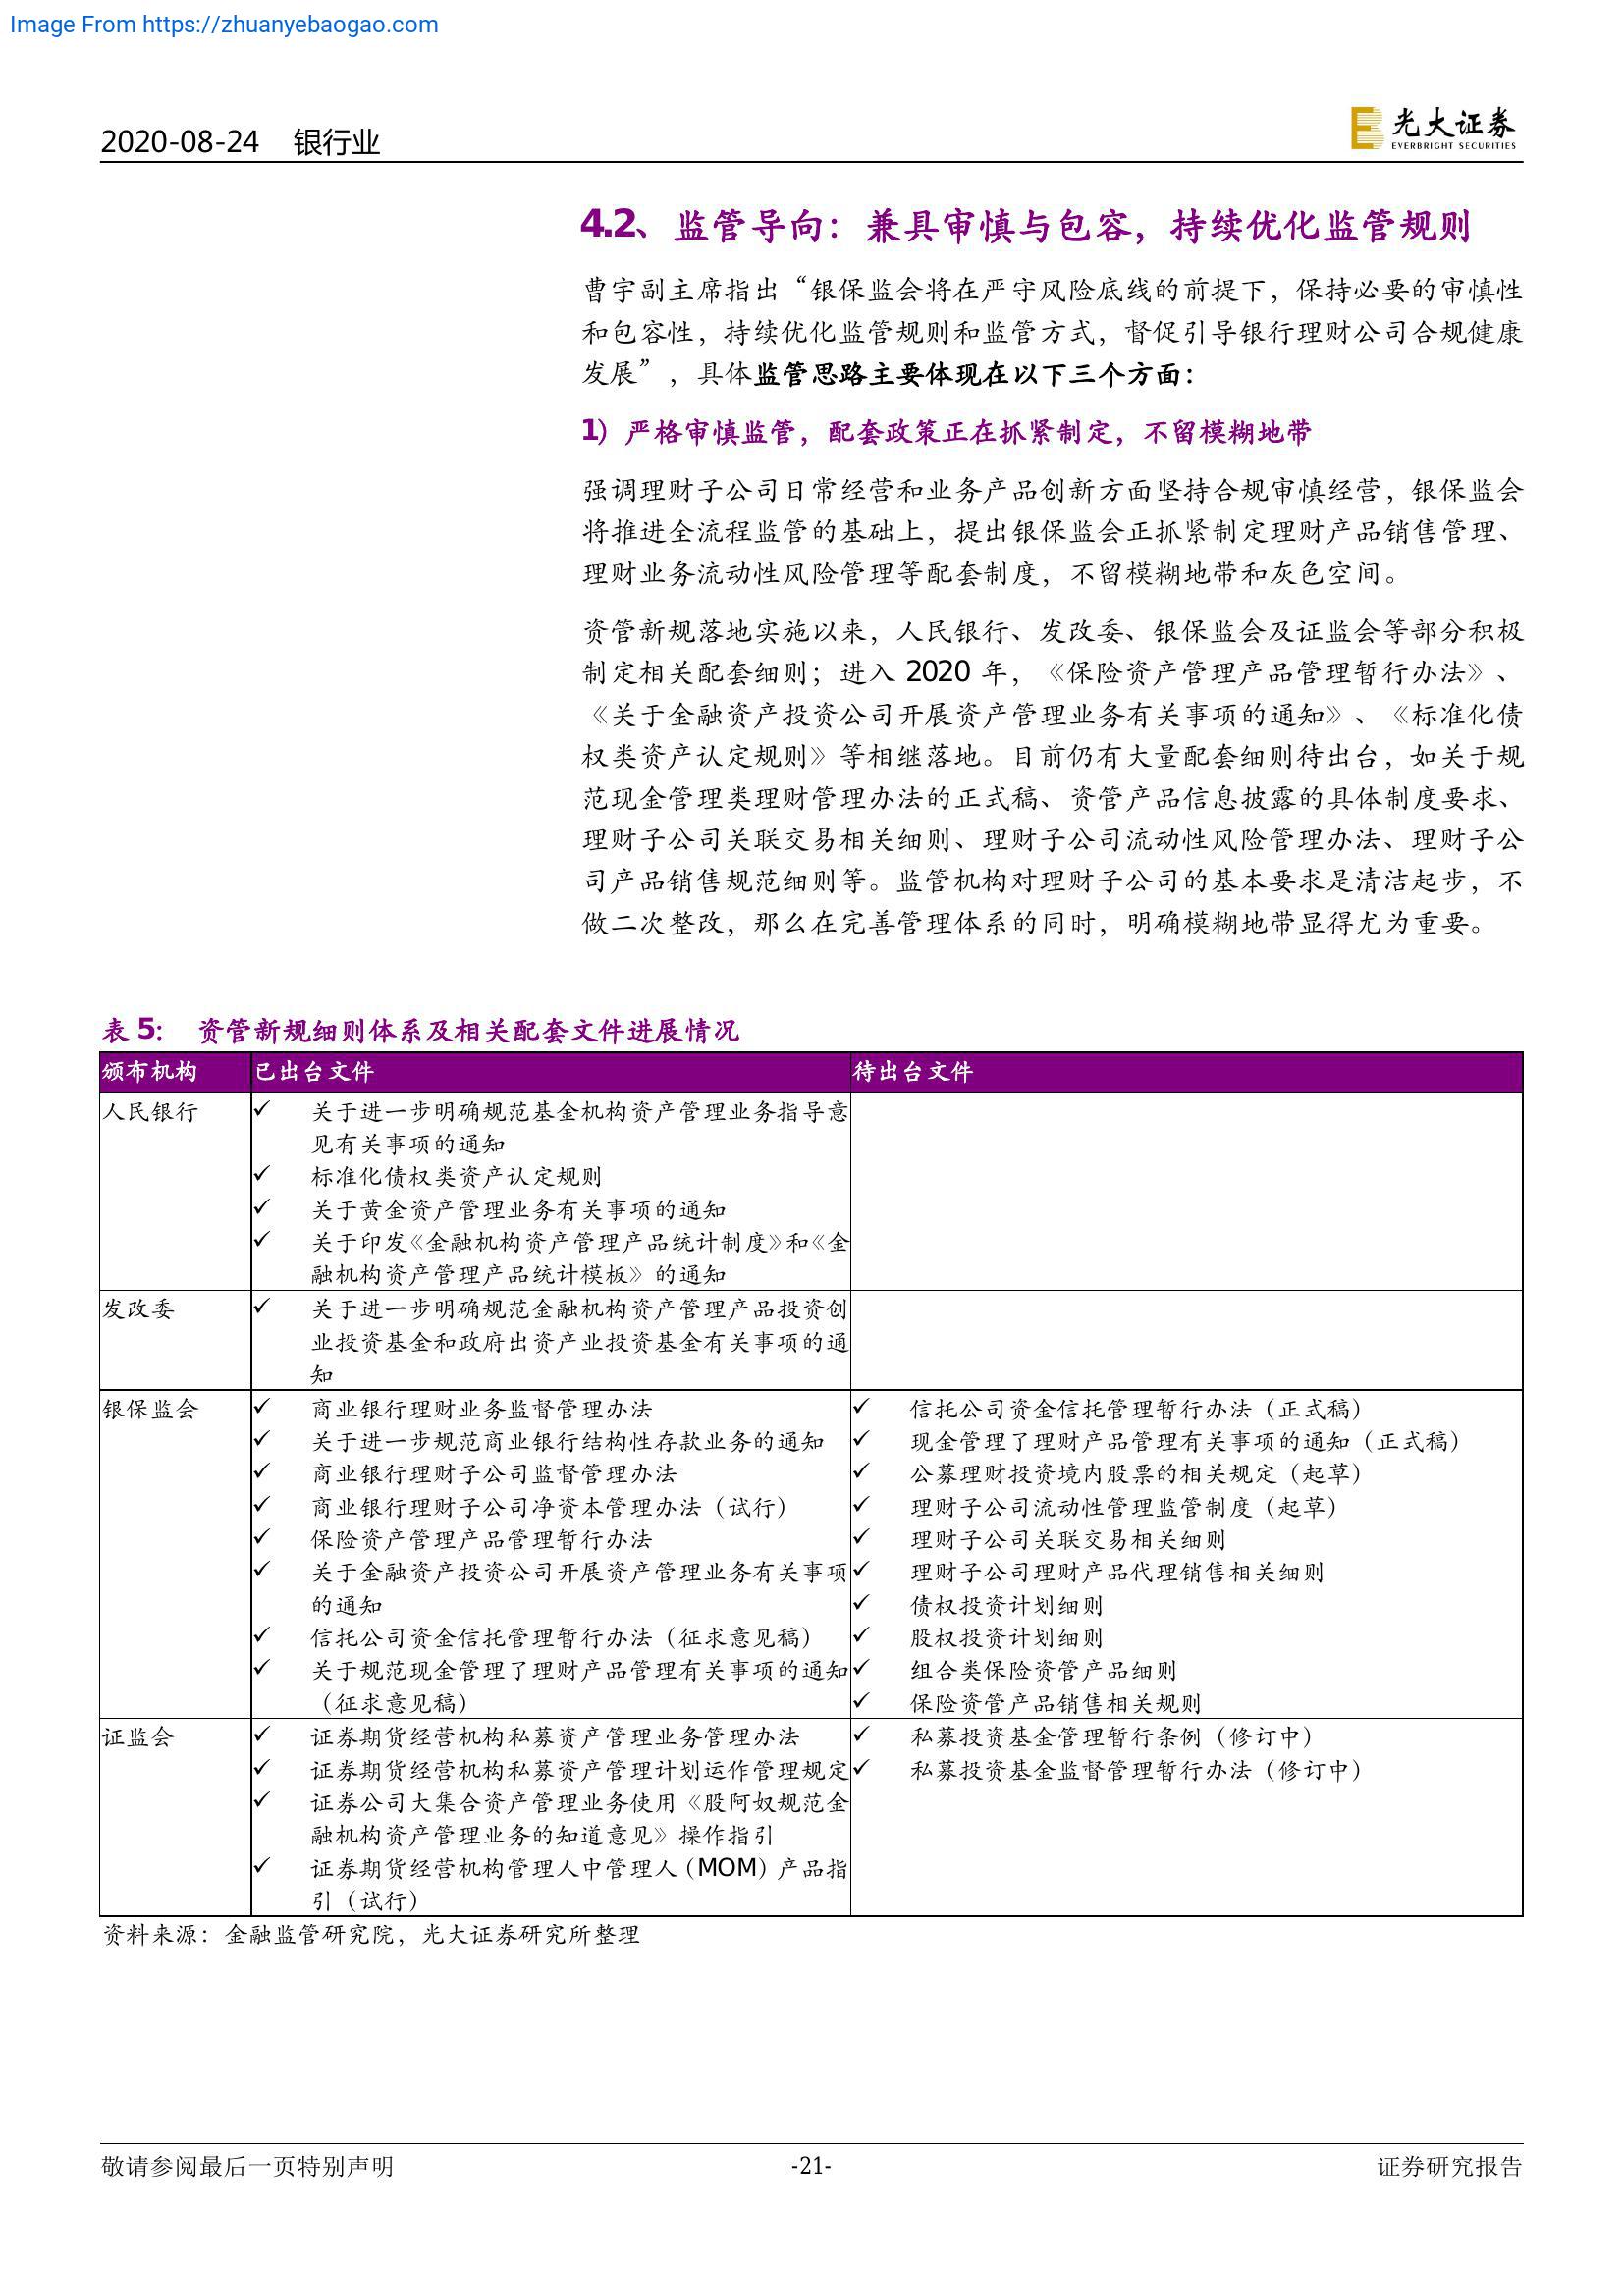 Image From https://zhuanyebaogao.com
2020-08-24 银行业
光大证券
EVERBRIGHT SECURITIES
4.2、监管导向：兼具审慎与包容，持续优化监管规则
曹宇副主席指出“银保监会将在严守风险底线的前提下，保持必要的审慎性
和包容性，持续优化监管规则和监管方式，督促引导银行理财公司合规健康
发展”，具体监管思路主要体现在以下三个方面：
1）严格审慎监管，配套政策正在抓紧制定，不留模糊地带
强调理财子公司日常经营和业务产品创新方面坚持合规审慎经营，银保监会
将推进全流程监管的基础上，提出银保监会正抓紧制定理财产品销售管理、
理财业务流动性风险管理等配套制度，不留模糊地带和灰色空间。
资管新规落地实施以来，人民银行、发改委、银保监会及证监会等部分积极
制定相关配套细则；进入 2020 年，《保险资产管理产品管理暂行办法》、
《关于金融资产投资公司开展资产管理业务有关事项的通知》、《标准化债
权类资产认定规则》等相继落地。目前仍有大量配套细则待出台，如关于规
范现金管理类理财管理办法的正式稿、资管产品信息披露的具体制度要求、
理财子公司关联交易相关细则、理财子公司流动性风险管理办法、理财子公
司产品销售规范细则等。监管机构对理财子公司的基本要求是清洁起步，不
做二次整改，那么在完善管理体系的同时，明确模糊地带显得尤为重要。
表 5： 资管新规细则体系及相关配套文件进展情况
颁布机构 已出台文件 待出台文件
人民银行
✓ 关于进一步明确规范基金机构资产管理业务指导意
见有关事项的通知
✓ 标准化债权类资产认定规则
✓ 关于黄金资产管理业务有关事项的通知
✓ 关于印发《金融机构资产管理产品统计制度》和《金
融机构资产管理产品统计模板》的通知
发改委
✓ 关于进一步明确规范金融机构资产管理产品投资创
业投资基金和政府出资产业投资基金有关事项的通
知
银保监会
✓ 商业银行理财业务监督管理办法
✓ 关于进一步规范商业银行结构性存款业务的通知
✓ 商业银行理财子公司监督管理办法
✓ 商业银行理财子公司净资本管理办法（试行）
✓ 保险资产管理产品管理暂行办法
✓ 关于金融资产投资公司开展资产管理业务有关事项
的通知
✓ 信托公司资金信托管理暂行办法（征求意见稿）
✓ 关于规范现金管理了理财产品管理有关事项的通知
（征求意见稿）
✓ 信托公司资金信托管理暂行办法（正式稿）
✓ 现金管理了理财产品管理有关事项的通知（正式稿）
✓ 公募理财投资境内股票的相关规定（起草）
✓ 理财子公司流动性管理监管制度（起草）
✓ 理财子公司关联交易相关细则
✓ 理财子公司理财产品代理销售相关细则
✓ 债权投资计划细则
✓ 股权投资计划细则
✓ 组合类保险资管产品细则
✓ 保险资管产品销售相关规则
证监会
✓ 证券期货经营机构私募资产管理业务管理办法
✓ 证券期货经营机构私募资产管理计划运作管理规定
✓ 证券公司大集合资产管理业务使用《股阿奴规范金
融机构资产管理业务的知道意见》操作指引
✓ 证券期货经营机构管理人中管理人（MOM）产品指
引（试行）
✓ 私募投资基金管理暂行条例（修订中）
✓ 私募投资基金监督管理暂行办法（修订中）
资料来源：金融监管研究院，光大证券研究所整理
敬请参阅最后一页特别声明 -21- 证券研究报告